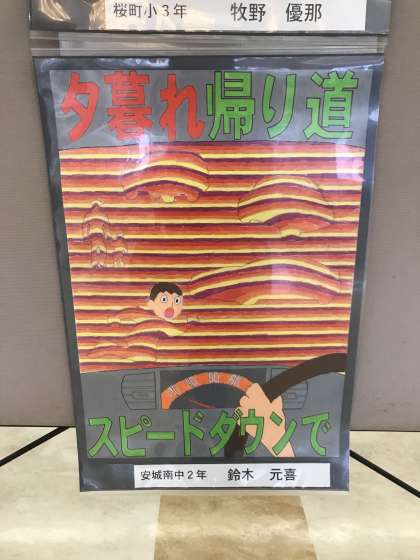 桜町小3年 牧野 優那
夕暮れ帰り道
スピードダウンで
安城南中2年 鈴木 元喜